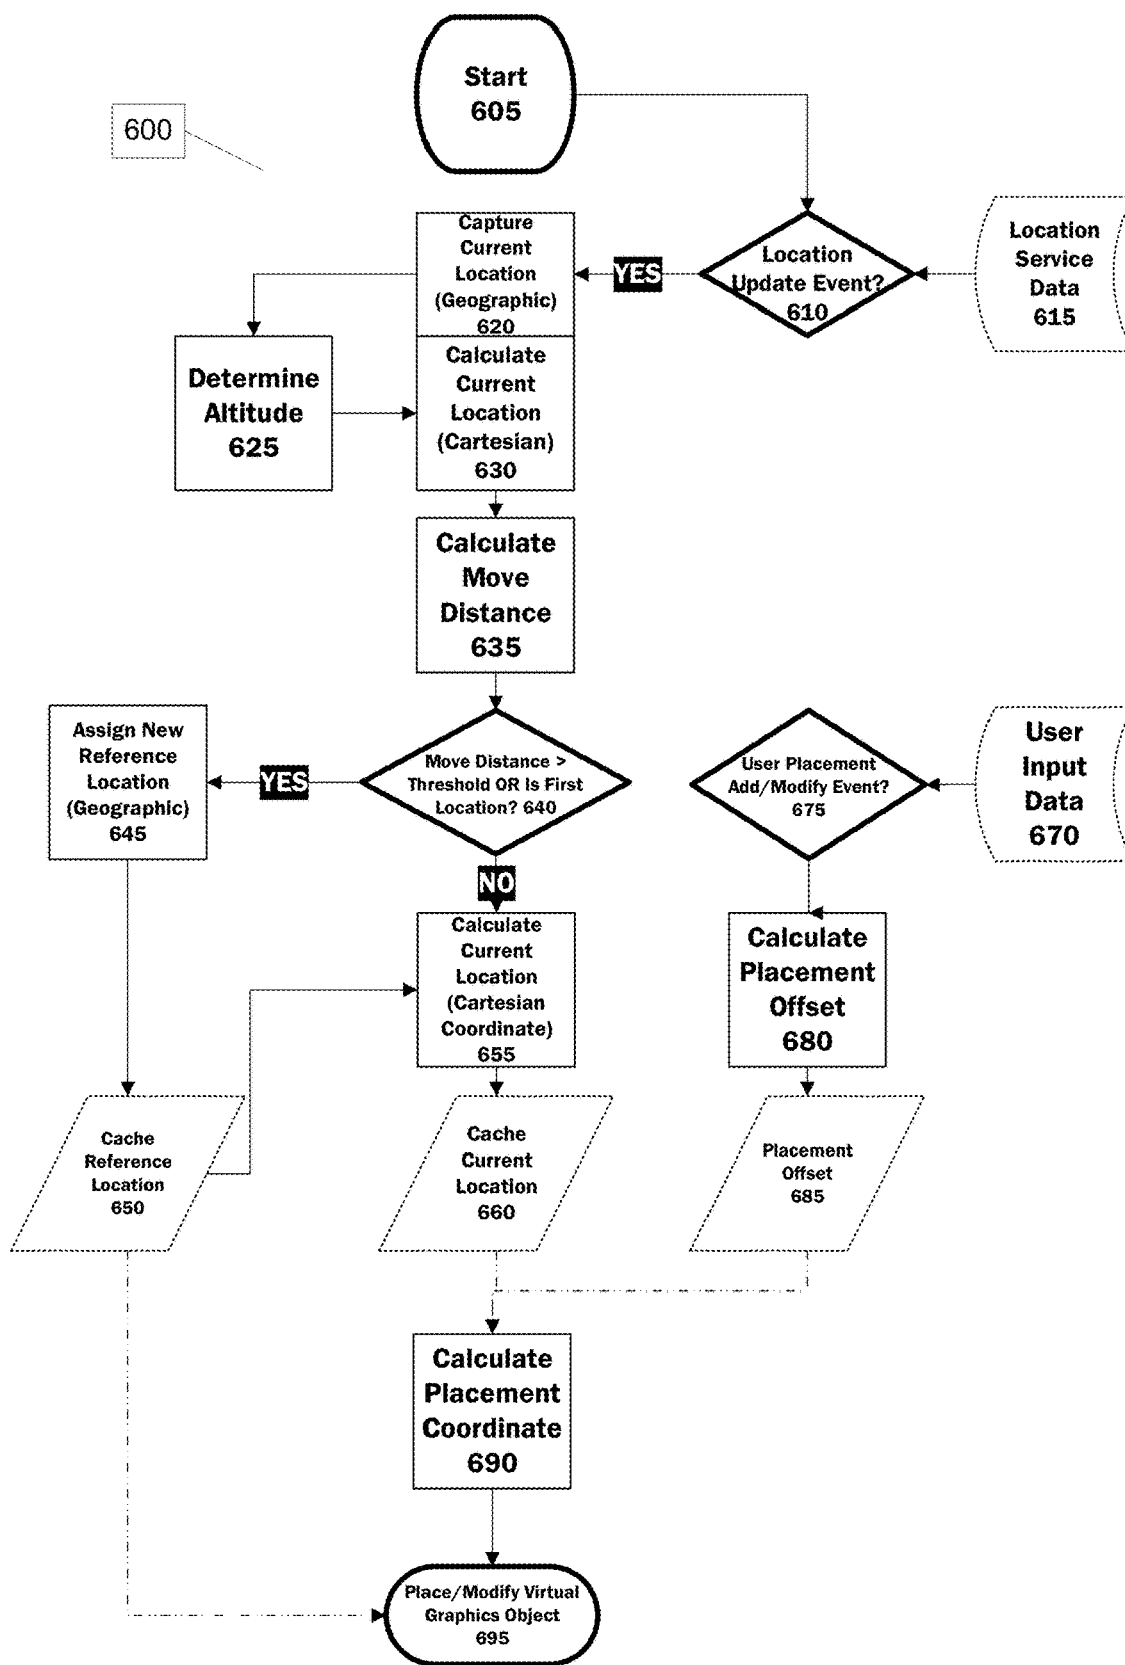 Start
605
600
Capture
Current
Location
(Geographic)
620
YES
Location
Update Event?
610
Location
Service
Data
615
Determine
Altitude
625
Calculate
Current
Location
(Cartesian)
630
Calculate
Move
Distance
635
Assign New
Reference
Location
(Geographic)
645
YES
Move Distance >
Threshold OR Is First
Location? 640
User Placement
Add/Modify Event?
675
User
Input
Data
670
NO
Calculate
Current
Location
(Cartesian
Coordinate)
655
Calculate
Placement
Offset
680
Cache
Reference
Location
650
Cache
Current
Location
660
Placement
Offset
685
Calculate
Placement
Coordinate
690
Place/Modify Virtual
Graphics Object
695